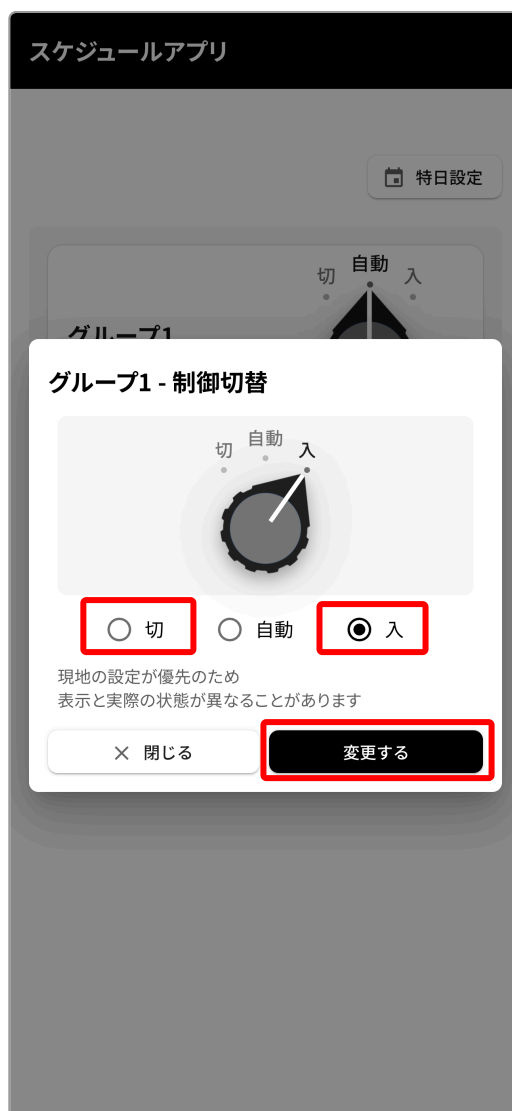 スケジュールアプリ
特日設定
切 自動 入
グループ1
グループ1 - 制御切替
切 自動 入
切 自動 入
現地の設定が優先のため
表示と実際の状態が異なることがあります
閉じる 変更する